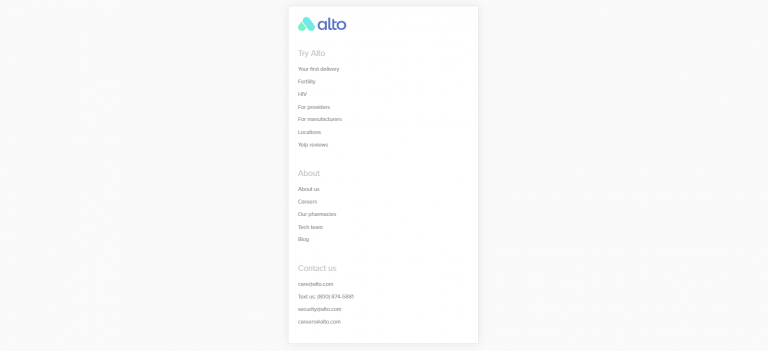 alto
Try Alto
Your first delivery
Fertility
HIV
For providers
For manufacturers
Locations
Yelp reviews
About
About us
Careers
Our pharmacies
Tech team
Blog
Contact us
care@alto.com
Text us: (800) 874-5881
security@alto.com
careers@alto.com